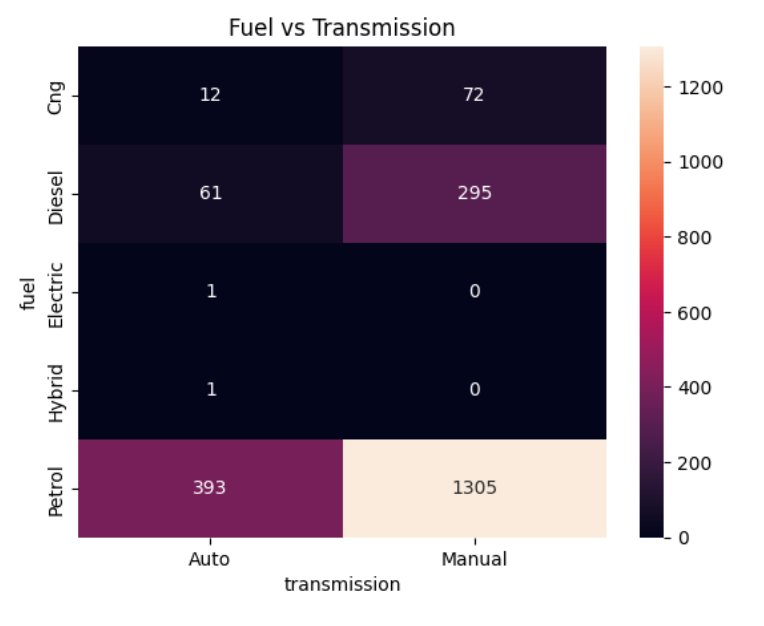 Fuel vs Transmission
Cng
12
72
1200
1000
Diesel
61
295
800
fuel
Electric
1
0
600
Hybrid
1
0
400
Petrol
393
1305
200
0
Auto
Manual
transmission